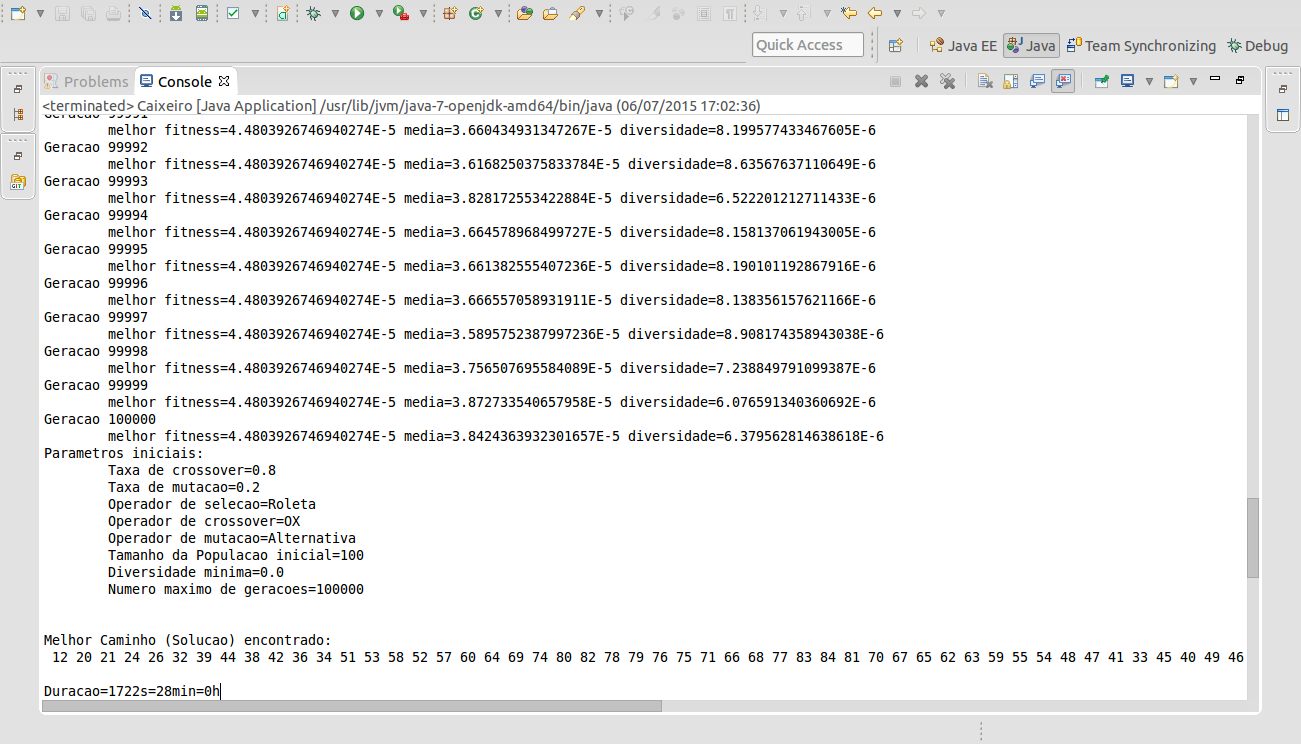 Quick Access
Java EE
Java
Team Synchronizing
Debug
Problems
Console
<terminated> Caixeiro [Java Application] /usr/lib/jvm/java-7-openjdk-amd64/bin/java (06/07/2015 17:02:36)
Geracao 99991
melhor fitness=4.4803926746940274E-5 media=3.660434931347267E-5 diversidade=8.199577433467605E-6
Geracao 99992
melhor fitness=4.4803926746940274E-5 media=3.6168250375833784E-5 diversidade=8.63567637110649E-6
Geracao 99993
melhor fitness=4.4803926746940274E-5 media=3.828172553422884E-5 diversidade=6.522201212711433E-6
Geracao 99994
melhor fitness=4.4803926746940274E-5 media=3.664578968499727E-5 diversidade=8.158137061943005E-6
Geracao 99995
melhor fitness=4.4803926746940274E-5 media=3.661382555407236E-5 diversidade=8.190101192867916E-6
Geracao 99996
melhor fitness=4.4803926746940274E-5 media=3.666557058931911E-5 diversidade=8.138356157621166E-6
Geracao 99997
melhor fitness=4.4803926746940274E-5 media=3.5895752387997236E-5 diversidade=8.908174358943038E-6
Geracao 99998
melhor fitness=4.4803926746940274E-5 media=3.756507695584089E-5 diversidade=7.238849791099387E-6
Geracao 99999
melhor fitness=4.4803926746940274E-5 media=3.872733540657958E-5 diversidade=6.076591340360692E-6
Geracao 100000
melhor fitness=4.4803926746940274E-5 media=3.8424363932301657E-5 diversidade=6.379562814638618E-6
Parametros iniciais:
Taxa de crossover=0.8
Taxa de mutacao=0.2
Operador de selecao=Roleta
Operador de crossover=OX
Operador de mutacao=Alternativa
Tamanho da Populacao inicial=100
Diversidade minima=0.0
Numero maximo de geracoes=100000
Melhor Caminho (Solucao) encontrado:
12 20 21 24 26 32 39 44 38 42 36 34 51 53 58 52 57 60 64 69 74 80 82 78 79 76 75 71 66 68 77 83 84 81 70 67 65 62 63 59 55 54 48 47 41 33 45 40 49 46
Duracao=1722s=28min=0h
GIT